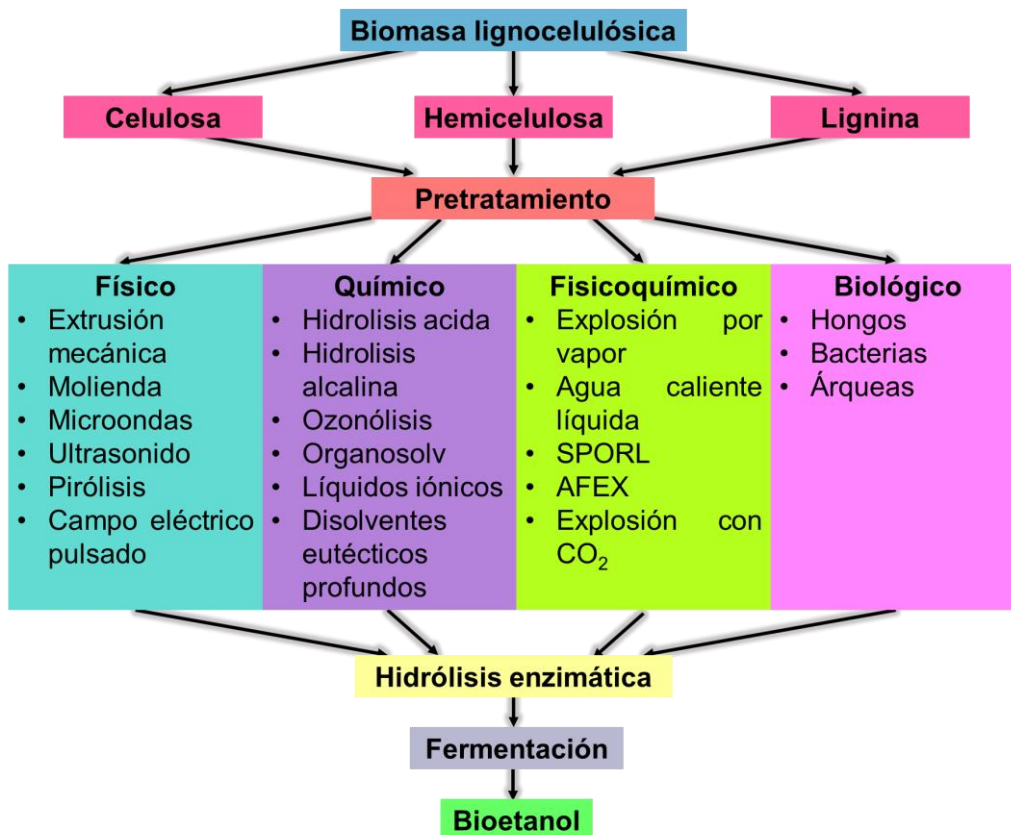 Biomasa lignocelulósica
Celulosa
Hemicelulosa
Lignina
Pretratamiento
Físico
• Extrusión
mecánica
• Molienda
• Microondas
• Ultrasonido
• Pirólisis
• Campo eléctrico
pulsado
Químico
• Hidrolisis acida
• Hidrolisis
alcalina
• Ozonólisis
• Organosolv
• Líquidos iónicos
• Disolventes
eutécticos
profundos
Fisicoquímico
• Explosión por
vapor
• Agua caliente
líquida
• SPORL
• AFEX
• Explosión con
CO₂
Biológico
• Hongos
• Bacterias
• Árqueas
Hidrólisis enzimática
Fermentación
Bioetanol